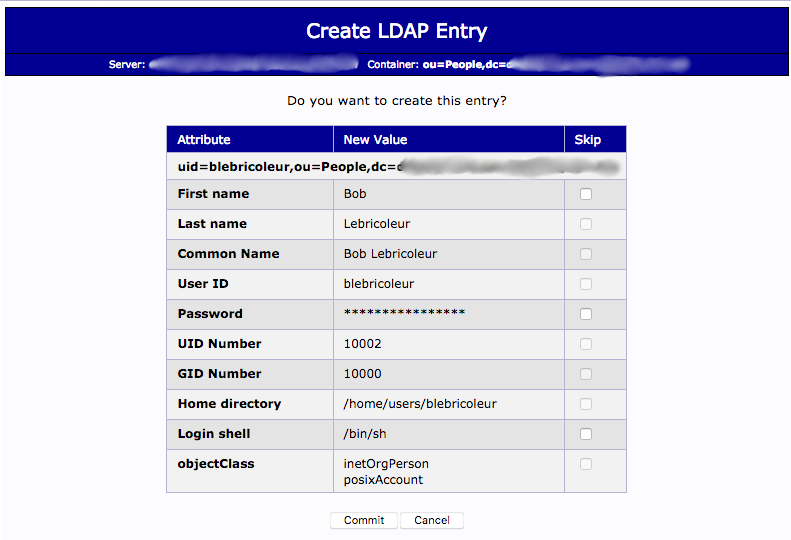 Create LDAP Entry
Server: Container: ou=People,dc=
Do you want to create this entry?
Attribute New Value Skip
uid=blebricoleur,ou=People,dc=
First name Bob
Last name Lebricoleur
Common Name Bob Lebricoleur
User ID blebricoleur
Password ****************
UID Number 10002
GID Number 10000
Home directory /home/users/blebricoleur
Login shell /bin/sh
objectClass inetOrgPerson
posixAccount
Commit Cancel